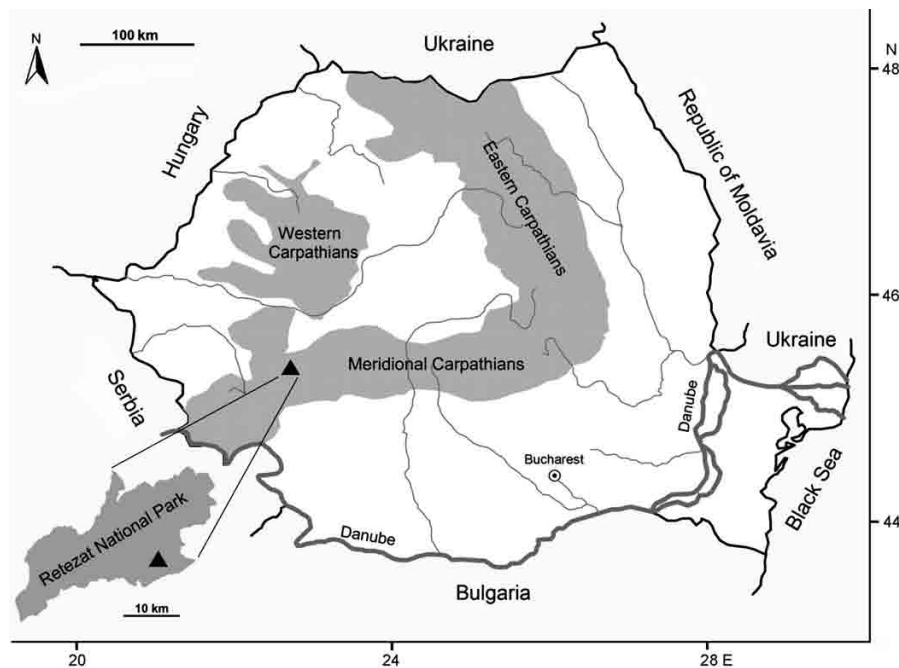 100 km
N
Ukraine
N
48
Hungary
Republic of Moldavia
Eastern Carpathians
Western
Carpathians
46
Ukraine
Meridional Carpathians
Serbia
Danube
Bucharest
Black Sea
Retezat National Park
44
Danube
Bulgaria
10 km
20
24
28 E